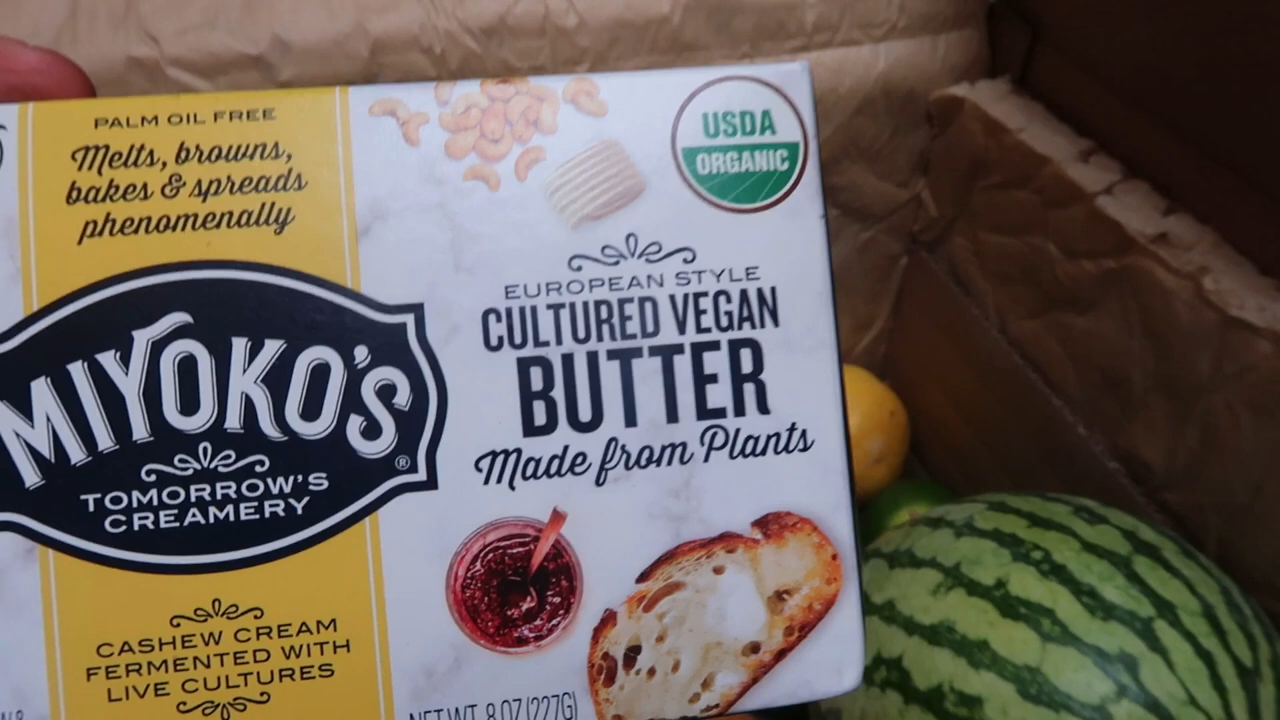 PALM OIL FREE
Melts, browns,
bakes & spreads
phenomenally
MIYOKO'S
®
TOMORROW'S
CREAMERY
CASHEW CREAM
FERMENTED WITH
LIVE CULTURES
USDA
ORGANIC
EUROPEAN STYLE
CULTURED VEGAN
BUTTER
Made from Plants
NET WT. 8 OZ (227G)